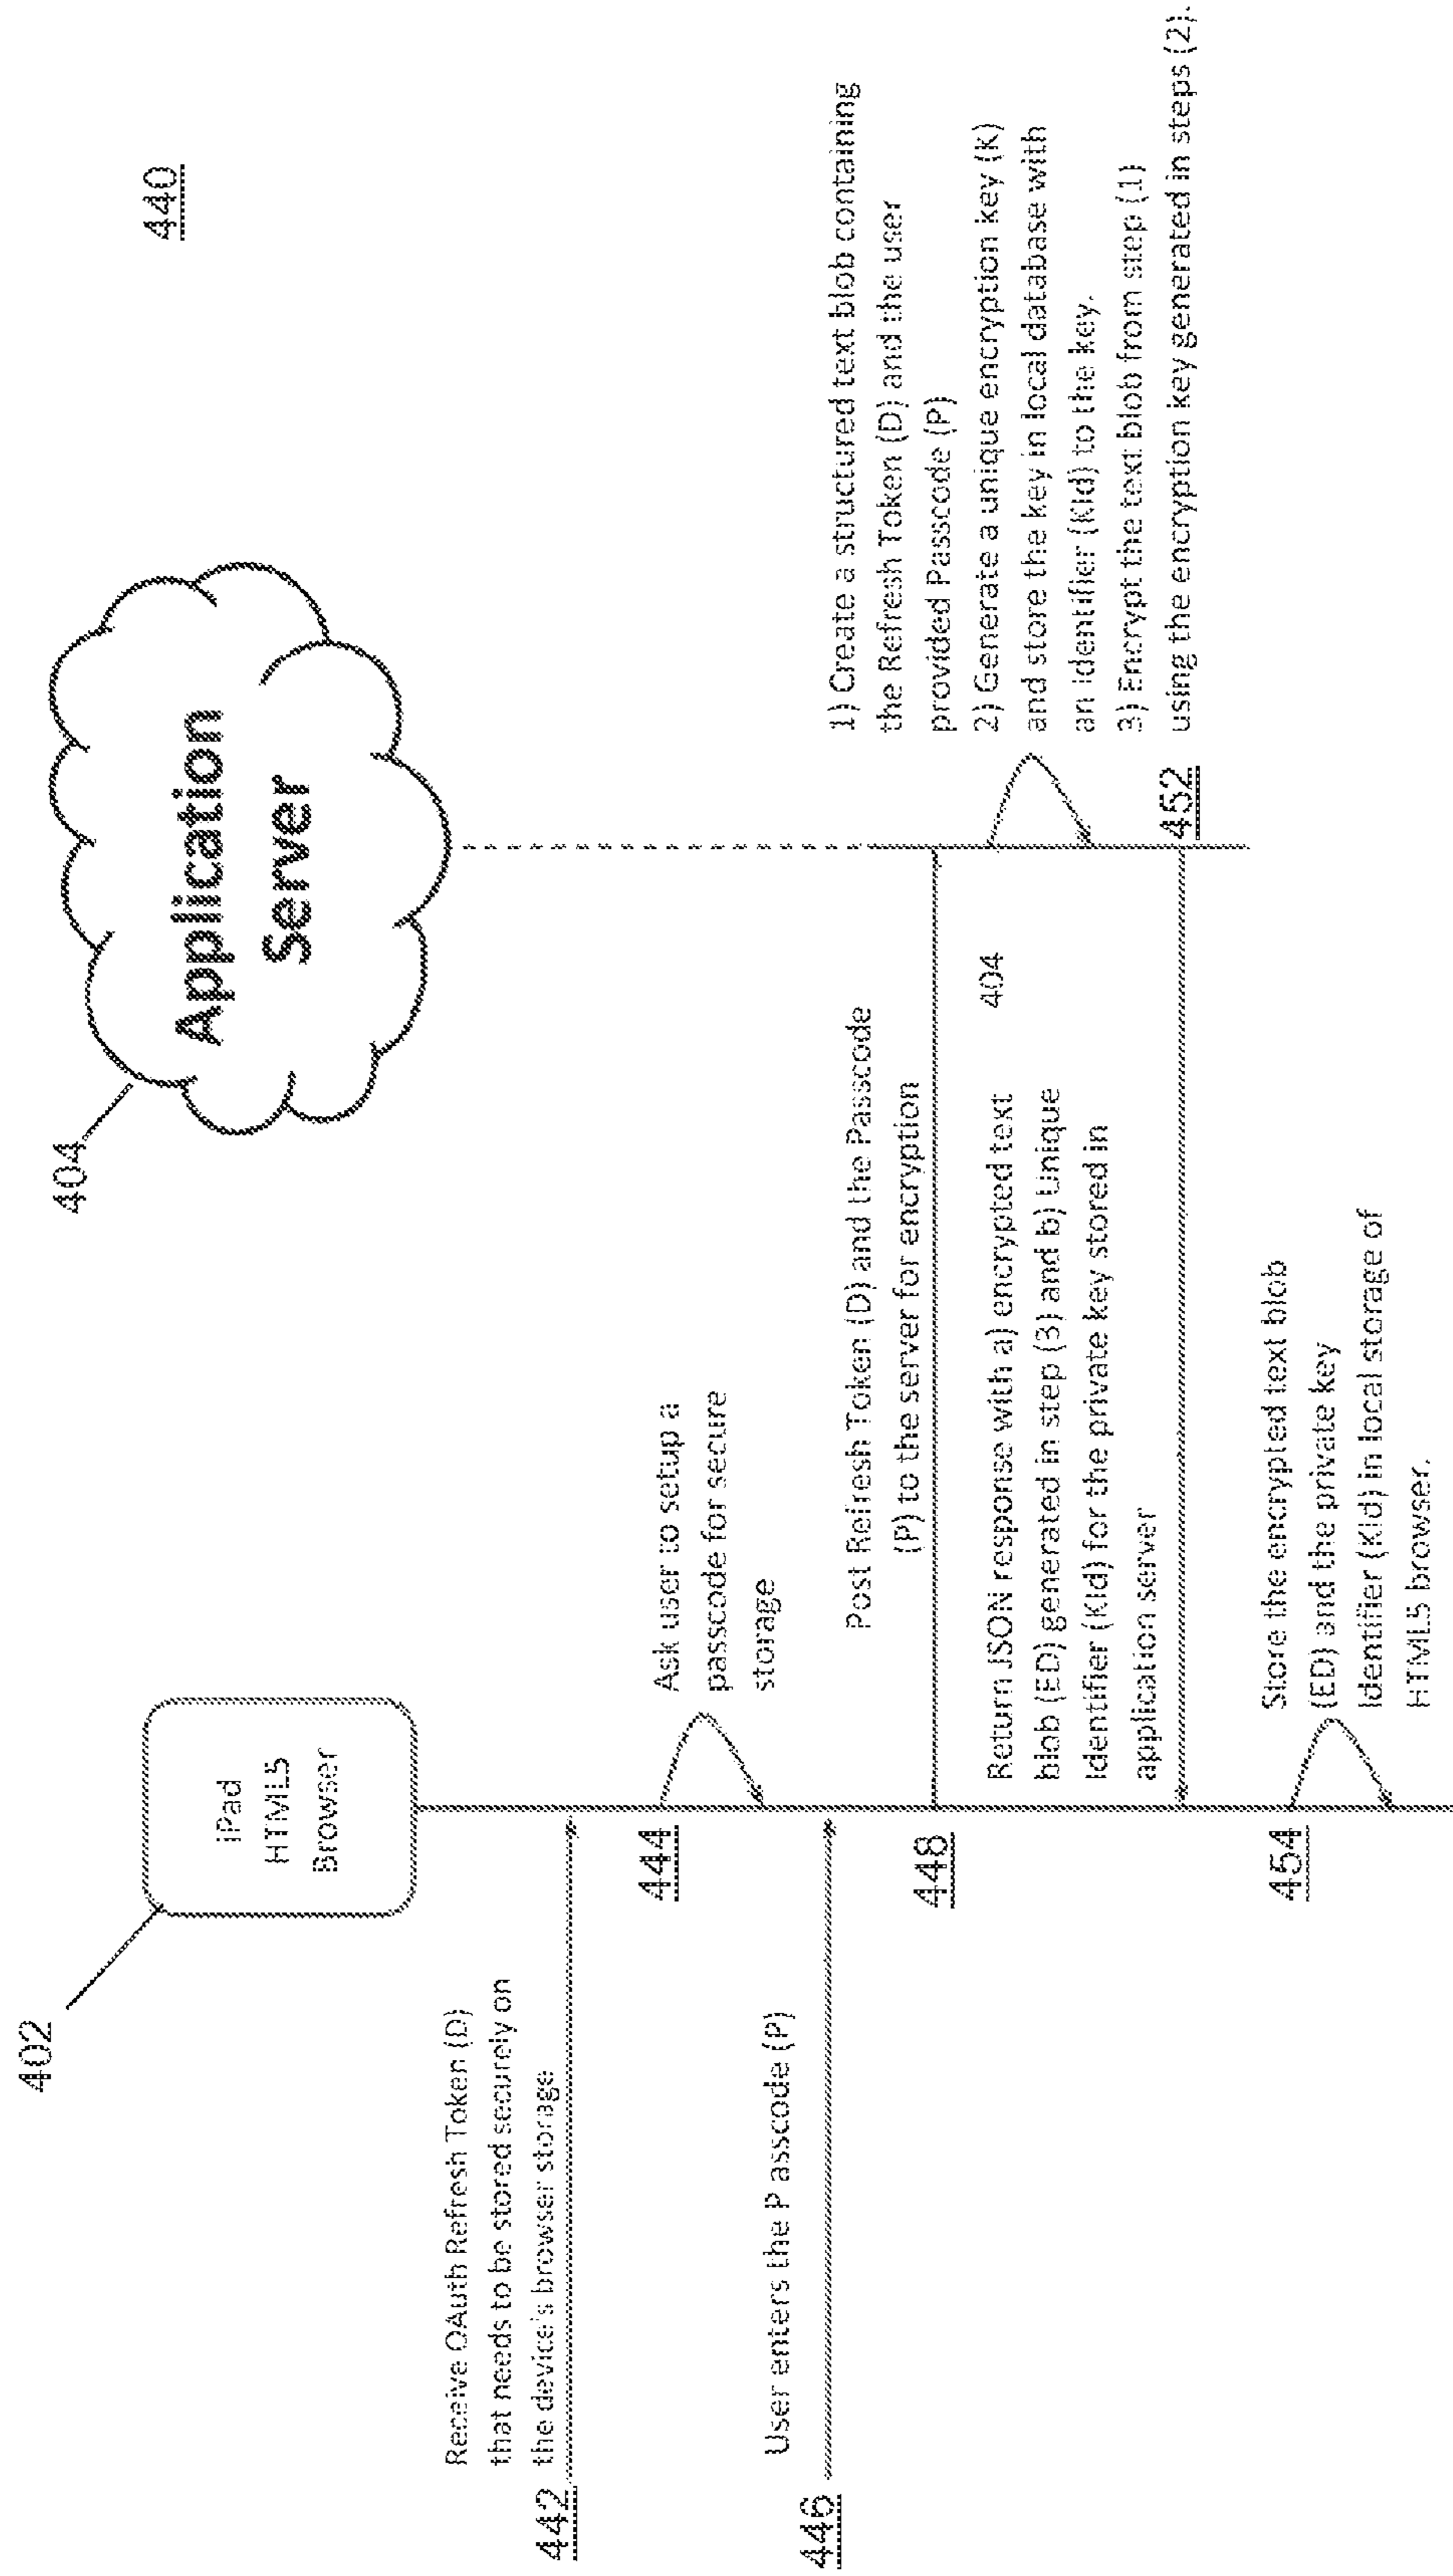 440
402
iPad
HTML5
Browser
404
Application
Server
Receive OAuth Refresh Token (D)
that needs to be stored securely on
the device's browser storage
442
444
Ask user to setup a
passcode for secure
storage
User enters the P asscode (P)
446
Post Refresh Token (D) and the Passcode
(P) to the server for encryption
448
404
1) Create a structured text blob containing
the Refresh Token (D) and the user
provided Passcode (P)
2) Generate a unique encryption key (K)
and store the key in local database with
an identifier (KId) to the key.
3) Encrypt the text blob from step (1)
using the encryption key generated in steps (2).
452
Return JSON response with a) encrypted text
blob (ED) generated in step (3) and b) Unique
Identifier (KId) for the private key stored in
application server
454
Store the encrypted text blob
(ED) and the private key
Identifier (KId) in local storage of
HTML5 browser.